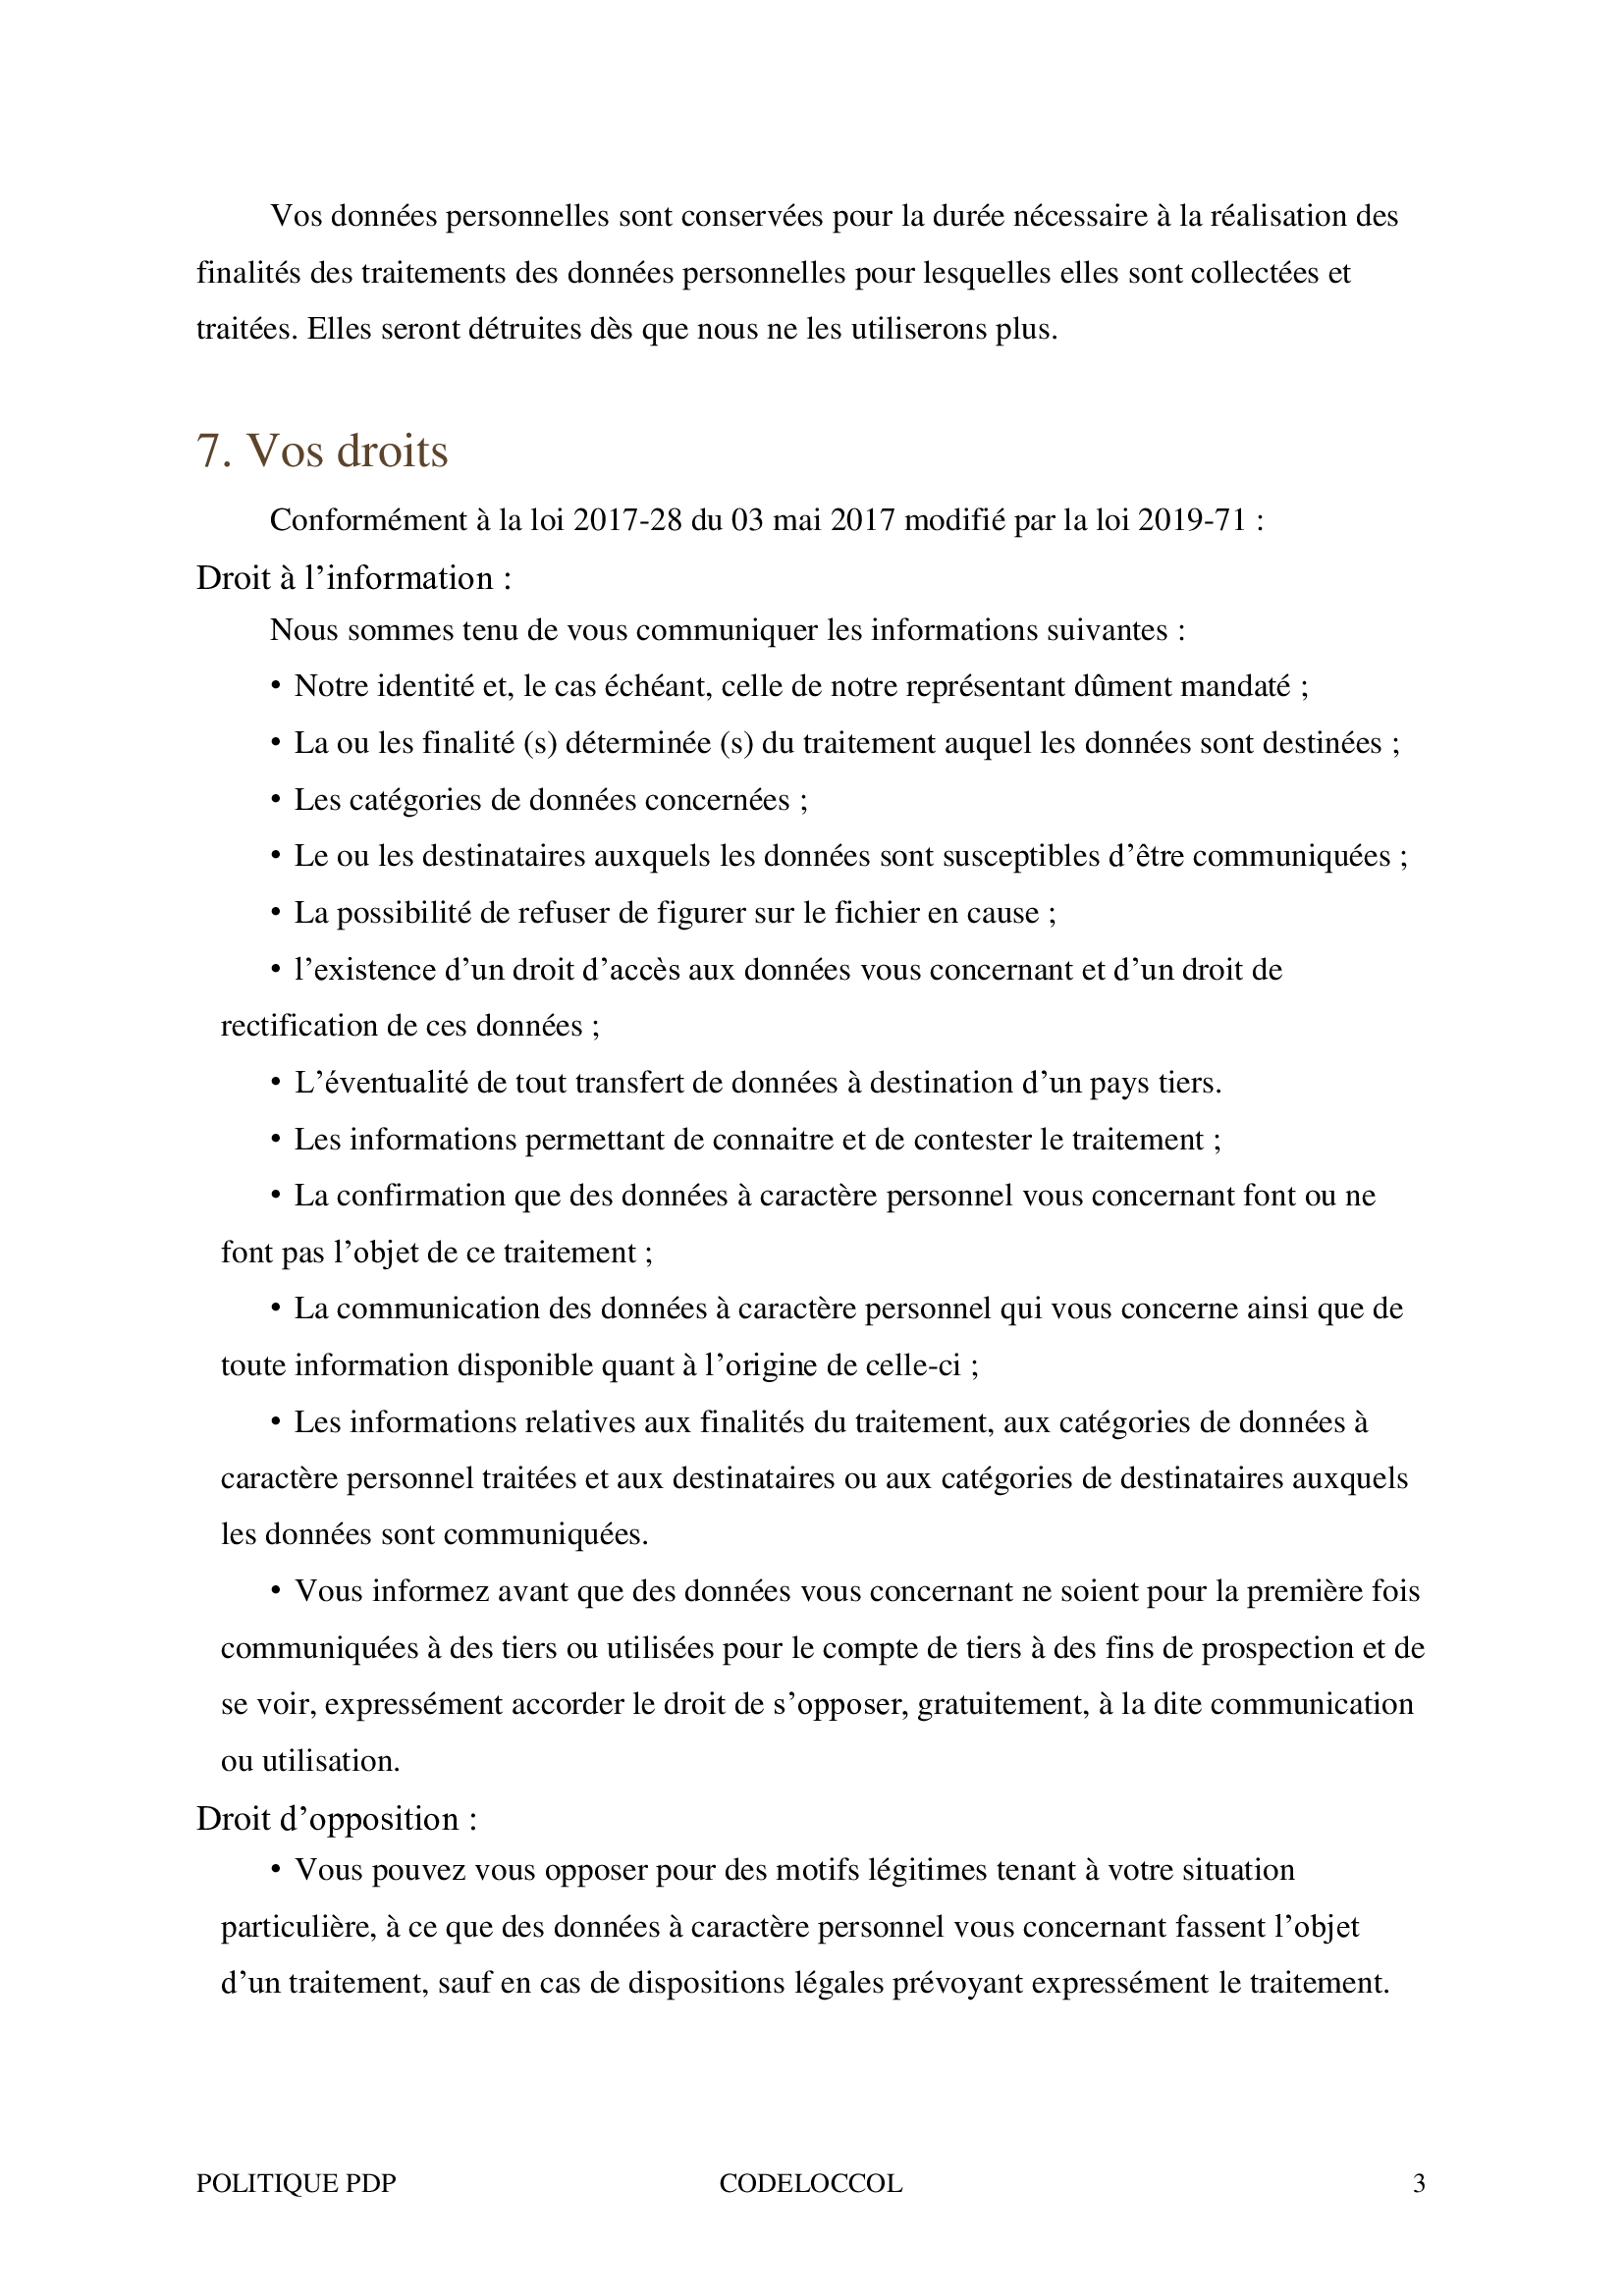 Vos données personnelles sont conservées pour la durée nécessaire à la réalisation des
finalités des traitements des données personnelles pour lesquelles elles sont collectées et
traitées. Elles seront détruites dès que nous ne les utiliserons plus.
7. Vos droits
Conformément à la loi 2017-28 du 03 mai 2017 modifié par la loi 2019-71 :
Droit à l’information :
Nous sommes tenu de vous communiquer les informations suivantes :
• Notre identité et, le cas échéant, celle de notre représentant dûment mandaté ;
• La ou les finalité (s) déterminée (s) du traitement auquel les données sont destinées ;
• Les catégories de données concernées ;
• Le ou les destinataires auxquels les données sont susceptibles d’être communiquées ;
• La possibilité de refuser de figurer sur le fichier en cause ;
• l’existence d’un droit d’accès aux données vous concernant et d’un droit de
rectification de ces données ;
• L’éventualité de tout transfert de données à destination d’un pays tiers.
• Les informations permettant de connaitre et de contester le traitement ;
• La confirmation que des données à caractère personnel vous concernant font ou ne
font pas l’objet de ce traitement ;
• La communication des données à caractère personnel qui vous concerne ainsi que de
toute information disponible quant à l’origine de celle-ci ;
• Les informations relatives aux finalités du traitement, aux catégories de données à
caractère personnel traitées et aux destinataires ou aux catégories de destinataires auxquels
les données sont communiquées.
• Vous informez avant que des données vous concernant ne soient pour la première fois
communiquées à des tiers ou utilisées pour le compte de tiers à des fins de prospection et de
se voir, expressément accorder le droit de s’opposer, gratuitement, à la dite communication
ou utilisation.
Droit d’opposition :
• Vous pouvez vous opposer pour des motifs légitimes tenant à votre situation
particulière, à ce que des données à caractère personnel vous concernant fassent l’objet
d’un traitement, sauf en cas de dispositions légales prévoyant expressément le traitement.
POLITIQUE PDP CODELOCCOL 3